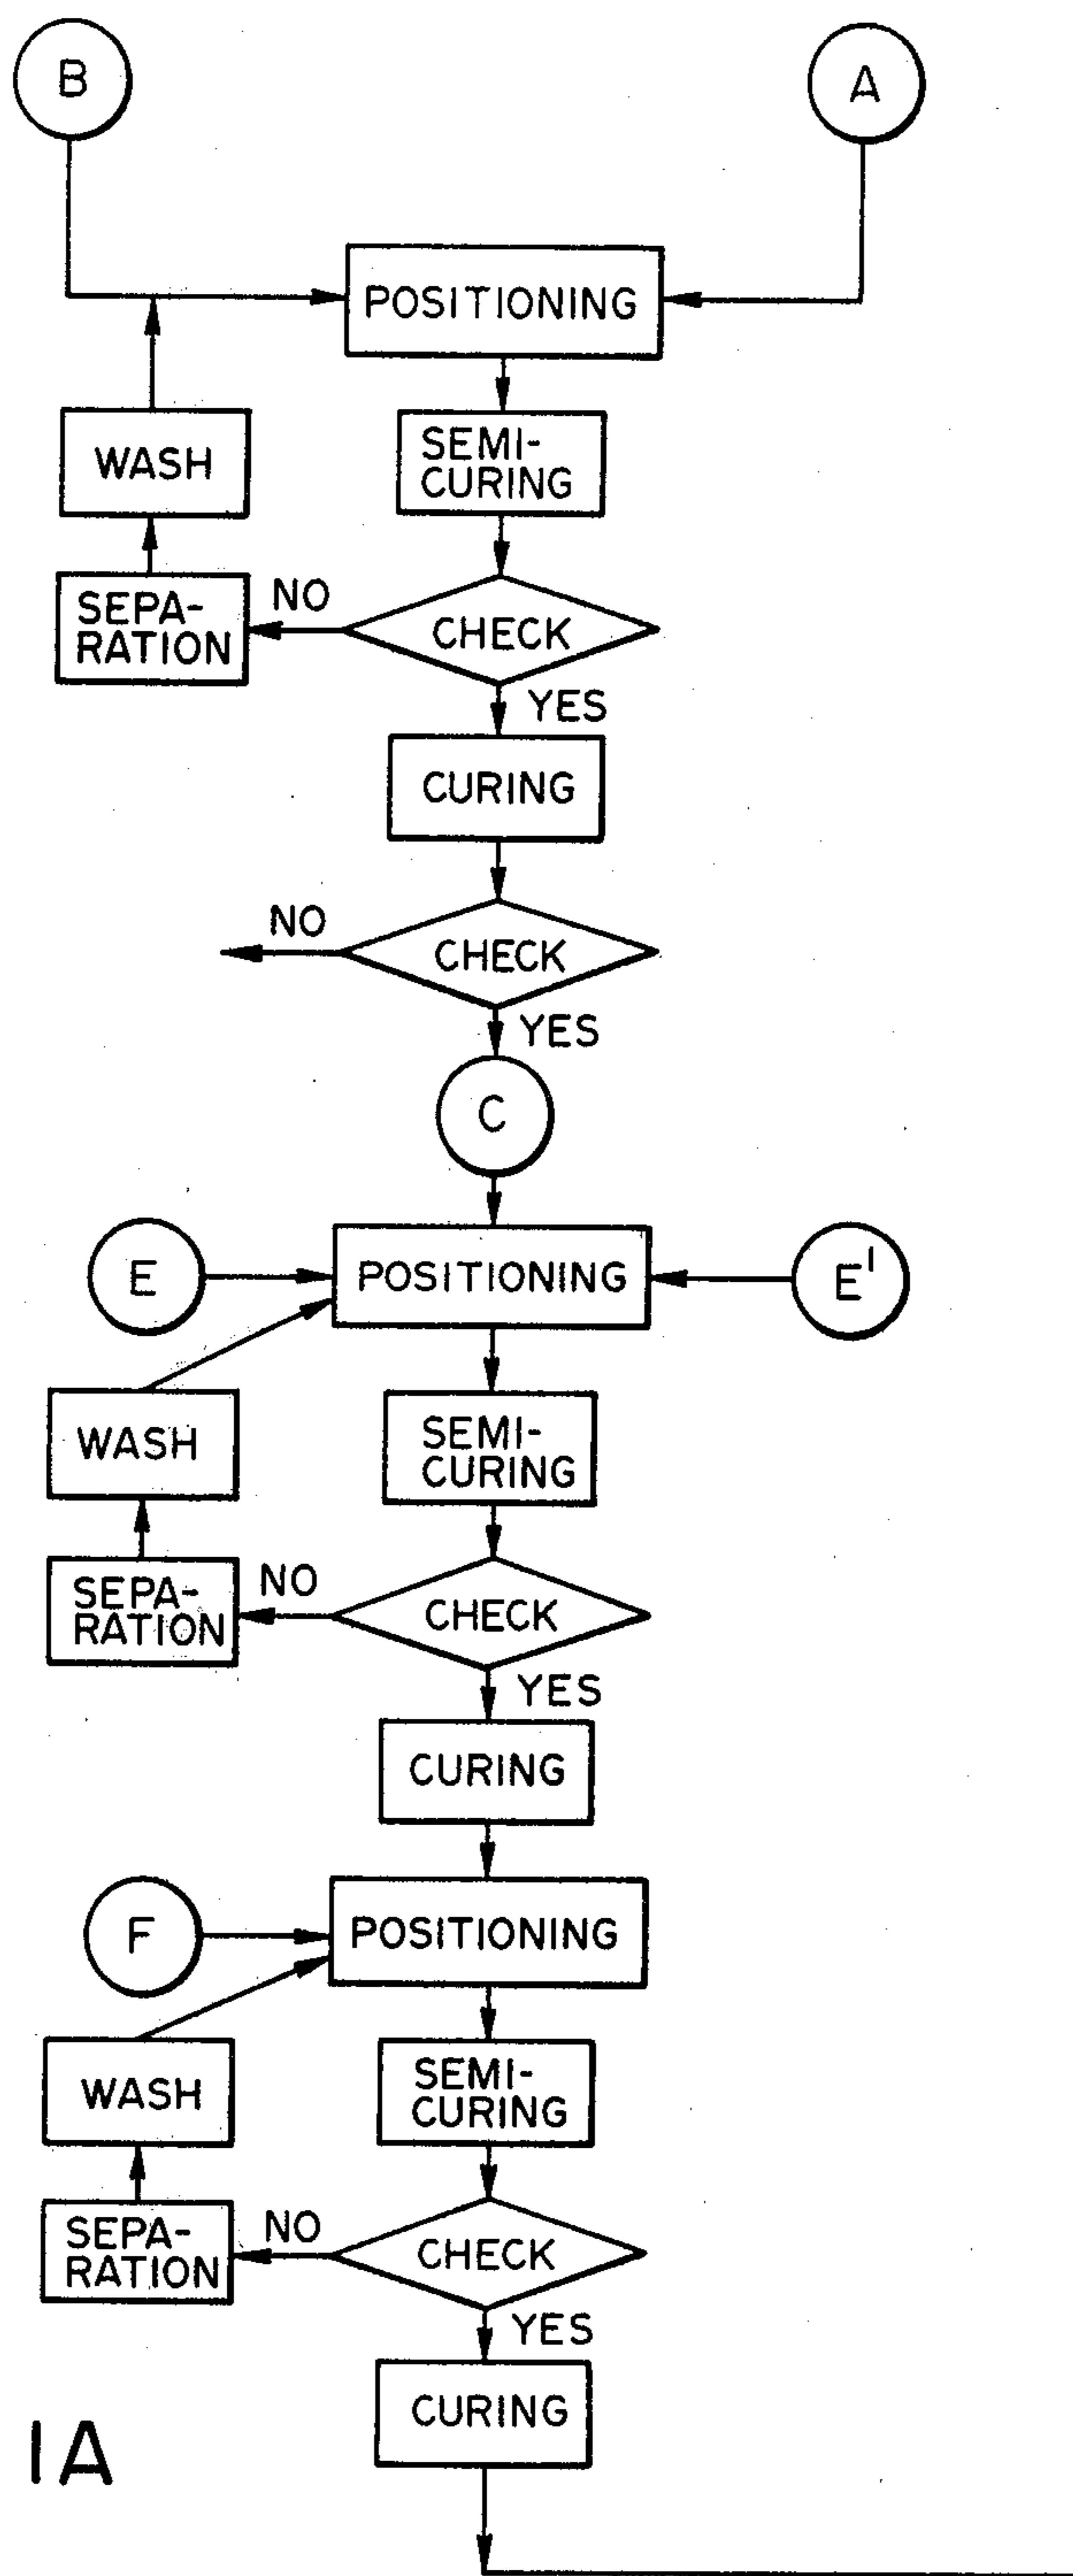 B
A
POSITIONING
WASH
SEMI-
CURING
SEPA-
RATION
NO
CHECK
YES
CURING
NO
CHECK
YES
C
E
POSITIONING
E'
WASH
SEMI-
CURING
SEPA-
RATION
NO
CHECK
YES
CURING
F
POSITIONING
WASH
SEMI-
CURING
SEPA-
RATION
NO
CHECK
YES
CURING
1A